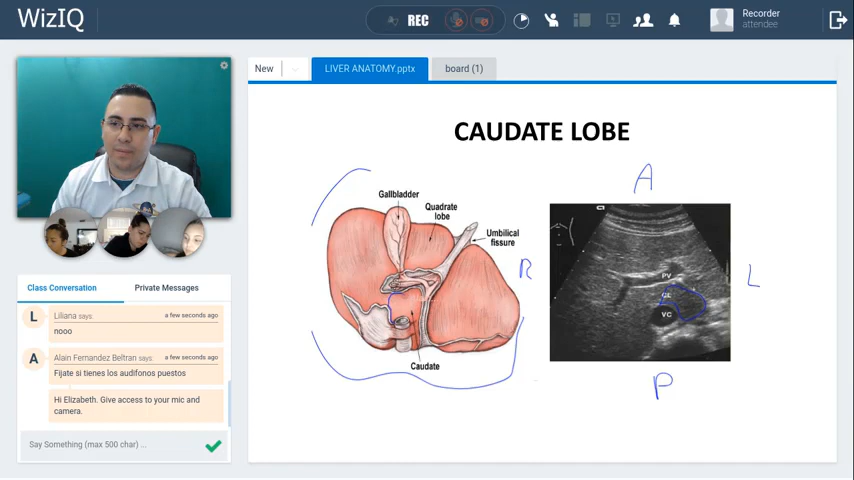 WizIQ
REC
Recorder
attendee
New
LIVER ANATOMY.pptx
board (1)
CAUDATE LOBE
A
Gallbladder
Quadrate
lobe
Umbilical
fissure
R
L
PV
CL
VC
Caudate
P
Class Conversation
Private Messages
L
Liliana says:
a few seconds ago
nooo
A
Alain Fernandez Beltran says:
a few seconds ago
Fijate si tienes los audifonos puestos
Hi Elizabeth. Give access to your mic and
camera.
Say Something (max 500 char) ...